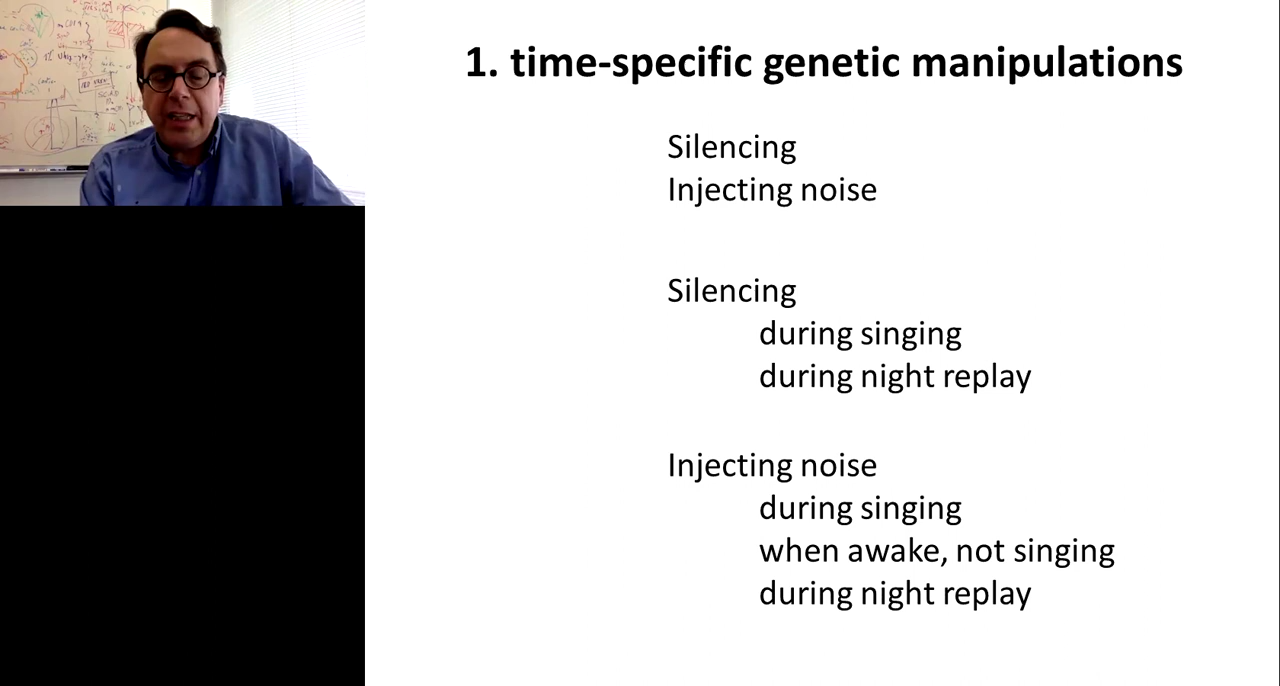 1. time-specific genetic manipulations
Silencing
Injecting noise
Silencing
during singing
during night replay
Injecting noise
during singing
when awake, not singing
during night replay